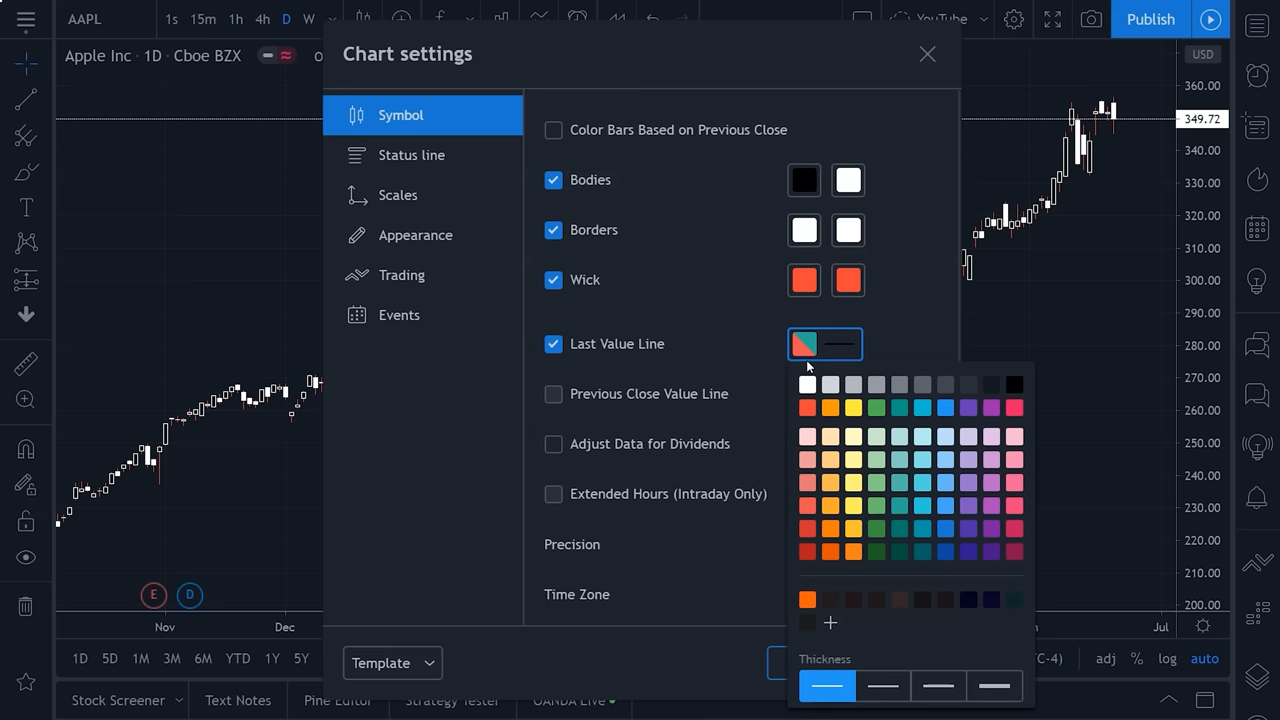 AAPL
1s 15m 1h 4h D W
YouTube
Publish
Apple Inc · 1D · Cboe BZX
Chart settings
USD
Symbol
Status line
Scales
Appearance
Trading
Events
Color Bars Based on Previous Close
Bodies
Borders
Wick
Last Value Line
Previous Close Value Line
Adjust Data for Dividends
Extended Hours (Intraday Only)
Precision
Time Zone
Thickness
Template
360.00
349.72
340.00
330.00
320.00
310.00
300.00
290.00
280.00
270.00
260.00
250.00
240.00
230.00
220.00
210.00
200.00
E D
Nov Dec Jul
1D 5D 1M 3M 6M YTD 1Y 5Y
C-4) adj % log auto
Stock Screener Text Notes Pine Editor Strategy Tester OANDA Live